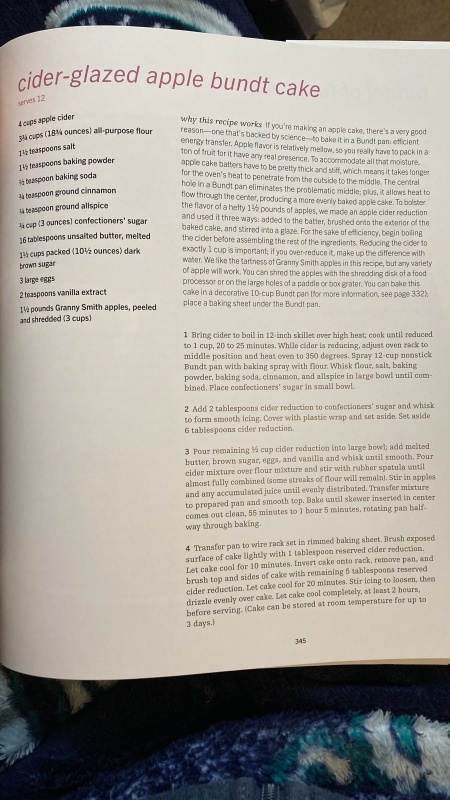 cider-glazed apple bundt cake
serves 12
4 cups apple cider
3¾ cups (18¾ ounces) all-purpose flour
1½ teaspoons salt
1½ teaspoons baking powder
½ teaspoon baking soda
¾ teaspoon ground cinnamon
¾ teaspoon ground allspice
¾ cup (3 ounces) confectioners' sugar
16 tablespoons unsalted butter, melted
1½ cups packed (10½ ounces) dark
brown sugar
3 large eggs
2 teaspoons vanilla extract
1½ pounds Granny Smith apples, peeled
and shredded (3 cups)
why this recipe works If you're making an apple cake, there's a very good
reason—one that's backed by science—to bake it in a Bundt pan: efficient
energy transfer. Apple flavor is relatively mellow, so you really have to pack in a
ton of fruit for it have any real presence. To accommodate all that moisture,
apple cake batters have to be pretty thick and stiff, which means it takes longer
for the oven's heat to penetrate from the outside to the middle. The central
hole in a Bundt pan eliminates the problematic middle; plus, it allows heat to
flow through the center, producing a more evenly baked cake. To bolster
the flavor of a hefty 1½ pounds of apples, we made an apple cider reduction
and used it three ways: added to the batter, brushed onto the exterior of the
baked cake, and stirred into a glaze. For the sake of efficiency, begin boiling
the cider before assembling the rest of the ingredients. Reducing the cider to
exactly 1 cup is important; if you over-reduce it, make up the difference with
water. We like the tartness of Granny Smith apples in this recipe, but any variety
of apple will work. You can shred the apples with the shredding disk of a food
processor or on the large holes of a paddle or box grater. You can bake this
cake in a decorative 10-cup Bundt pan (for more information, see page 332);
place a baking sheet under the Bundt pan.
1 Bring cider to boil in 12-inch skillet over high heat; cook until reduced
to 1 cup, 20 to 25 minutes. While cider is reducing, adjust oven rack to
middle position and heat oven to 350 degrees. Spray 12-cup nonstick
Bundt pan with baking spray with flour. Whisk flour, salt, baking
powder, baking soda, cinnamon, and allspice in large bowl until com-
bined. Place confectioners' sugar in small bowl.
2 Add 2 tablespoons cider reduction to confectioners' sugar and whisk
to form smooth icing. Cover with plastic wrap and set aside. Set aside
6 tablespoons cider reduction.
3 Pour remaining ½ cup cider reduction into large bowl; add melted
butter, brown sugar, eggs, and vanilla and whisk until smooth. Pour
cider mixture over flour mixture and stir with rubber spatula until
almost fully combined (some streaks of flour will remain). Stir in apples
and any accumulated juice until evenly distributed. Transfer mixture
to prepared pan and smooth top. Bake until skewer inserted in center
comes out clean, 55 minutes to 1 hour 5 minutes, rotating pan half-
way through baking.
4 Transfer pan to wire rack set in rimmed baking sheet. Brush exposed
surface of cake lightly with 1 tablespoon reserved cider reduction.
Let cake cool for 10 minutes. Invert cake onto rack, remove pan, and
brush top and sides of cake with remaining 5 tablespoons reserved
cider reduction. Let cake cool for 20 minutes. Stir icing to loosen, then
drizzle evenly over cake. Let cake cool completely, at least 2 hours,
before serving. (Cake can be stored at room temperature for up to
3 days.)
345